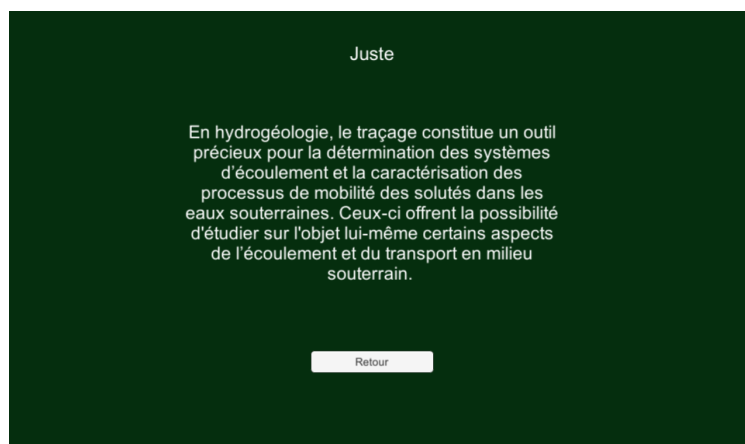 Juste
En hydrogéologie, le traçage constitue un outil
précieux pour la détermination des systèmes
d’écoulement et la caractérisation des
processus de mobilité des solutés dans les
eaux souterraines. Ceux-ci offrent la possibilité
d'étudier sur l'objet lui-même certains aspects
de l’écoulement et du transport en milieu
souterrain.
Retour